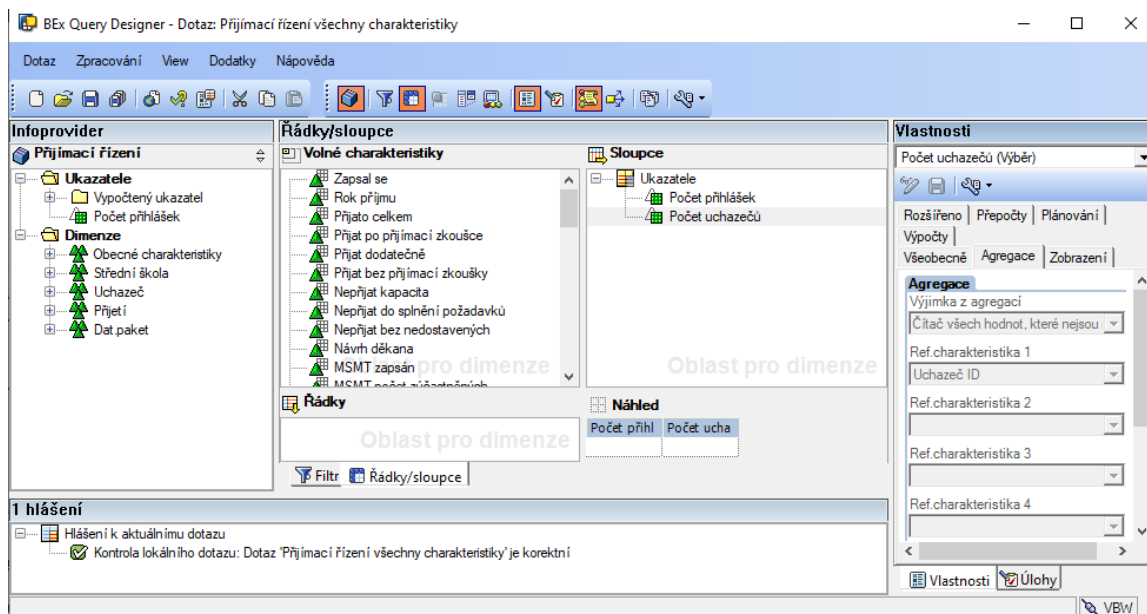 BEx Query Designer - Dotaz: Přijímací řízení všechny charakteristiky
Dotaz Zpracování View Dodatky Nápověda
Infoprovider
Přijímací řízení
Ukazatele
Vypočtený ukazatel
Počet přihlášek
Dimenze
Obecné charakteristiky
Střední škola
Uchazeč
Přijetí
Dat.paket
Řádky/sloupce
Volné charakteristiky
Zapsal se
Rok příjmu
Přijato celkem
Přijat po přijímací zkoušce
Přijat dodatečně
Přijat bez přijímací zkoušky
Nepřijat kapacita
Nepřijat do splnění požadavků
Nepřijat bez nedostavených
Návrh děkana
MSMT zapsán
MSMT počet zúčastněných
Oblast pro dimenze
Sloupce
Ukazatele
Počet přihlášek
Počet uchazečů
Oblast pro dimenze
Řádky
Oblast pro dimenze
Náhled
Počet přihl Počet ucha
Filtr Řádky/sloupce
Vlastnosti
Počet uchazečů (Výběr)
Rozšířeno Přepočty Plánování
Výpočty
Všeobecně Agregace Zobrazení
Agregace
Výjimka z agregací
Čítač všech hodnot, které nejsou
Ref.charakteristika 1
Uchazeč ID
Ref.charakteristika 2
Ref.charakteristika 3
Ref.charakteristika 4
Vlastnosti Úlohy
1 hlášení
Hlášení k aktuálnímu dotazu
Kontrola lokálního dotazu: Dotaz 'Přijímací řízení všechny charakteristiky' je korektní
VBW